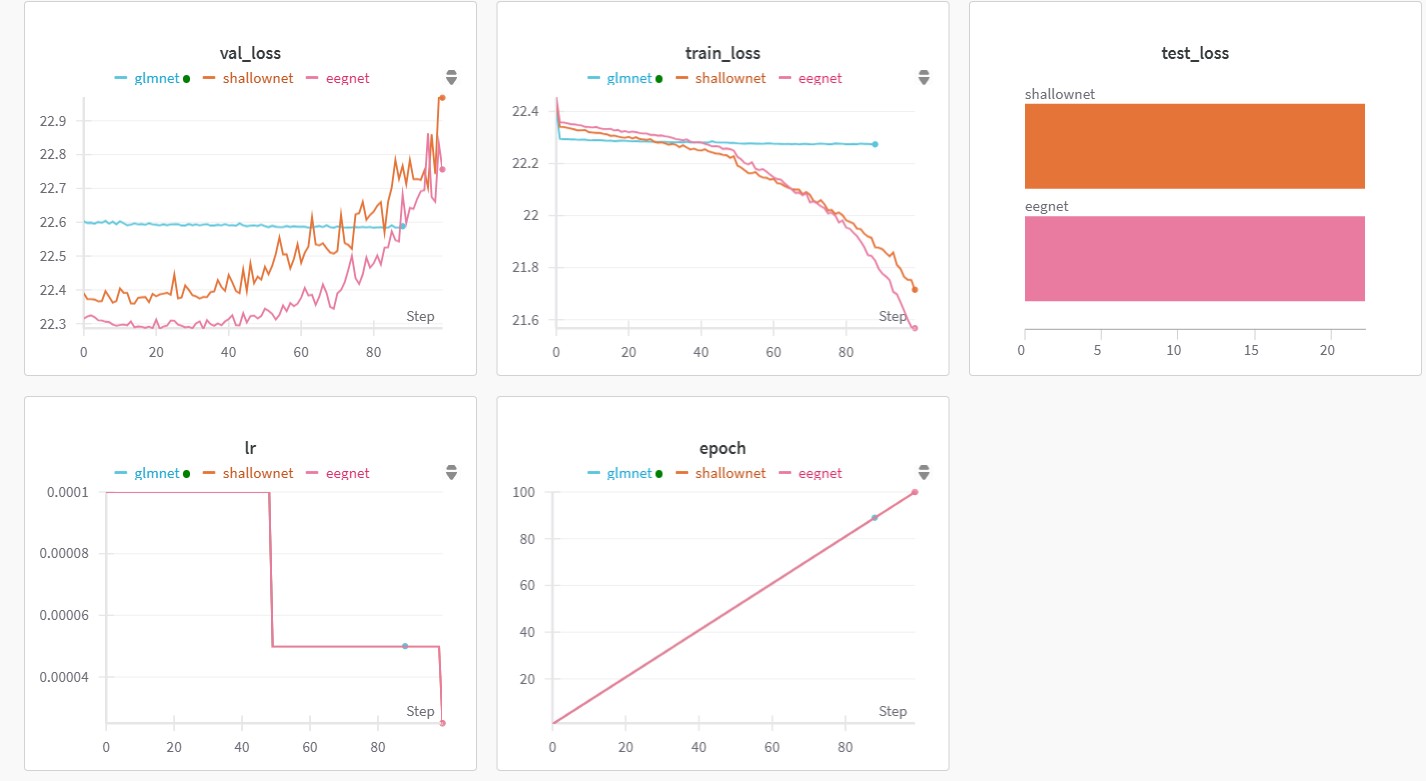 val_loss
glmnet shallownet eegnet
22.9
22.8
22.7
22.6
22.5
22.4
22.3
Step
0 20 40 60 80
train_loss
glmnet shallownet eegnet
22.4
22.2
22
21.8
21.6
Step
0 20 40 60 80
test_loss
shallownet
eegnet
0 5 10 15 20
lr
glmnet shallownet eegnet
0.0001
0.00008
0.00006
0.00004
Step
0 20 40 60 80
epoch
glmnet shallownet eegnet
100
80
60
40
20
Step
0 20 40 60 80